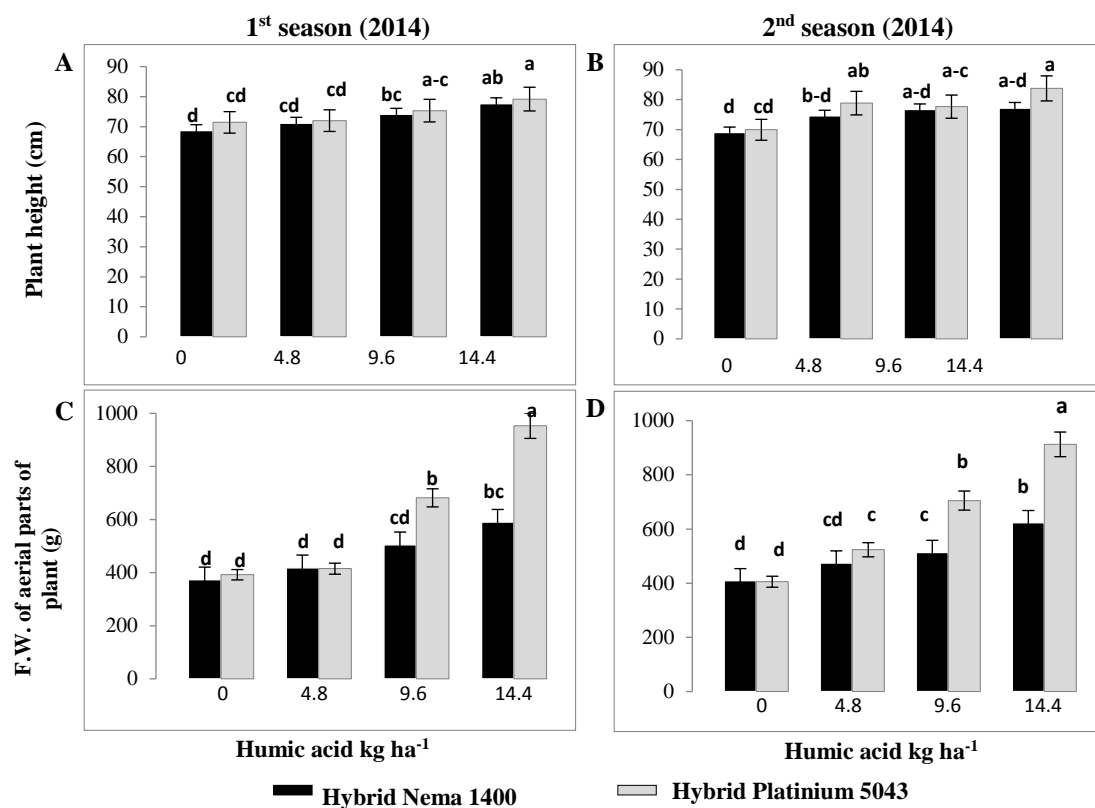 1st season (2014)
2nd season (2014)
A
Plant height (cm)
90
80
70
60
50
40
30
20
10
0
d cd cd cd bc a-c ab a
0 4.8 9.6 14.4
B
90
80
70
60
50
40
30
20
10
0
d cd b-d ab a-d a-c a-d a
0 4.8 9.6 14.4
C
F.W. of aerial parts of
plant (g)
1000
800
600
400
200
0
d d d d cd b bc a
0 4.8 9.6 14.4
Humic acid kg ha-1
D
1000
800
600
400
200
0
d d cd c c b b a
0 4.8 9.6 14.4
Humic acid kg ha-1
Hybrid Nema 1400
Hybrid Platinium 5043